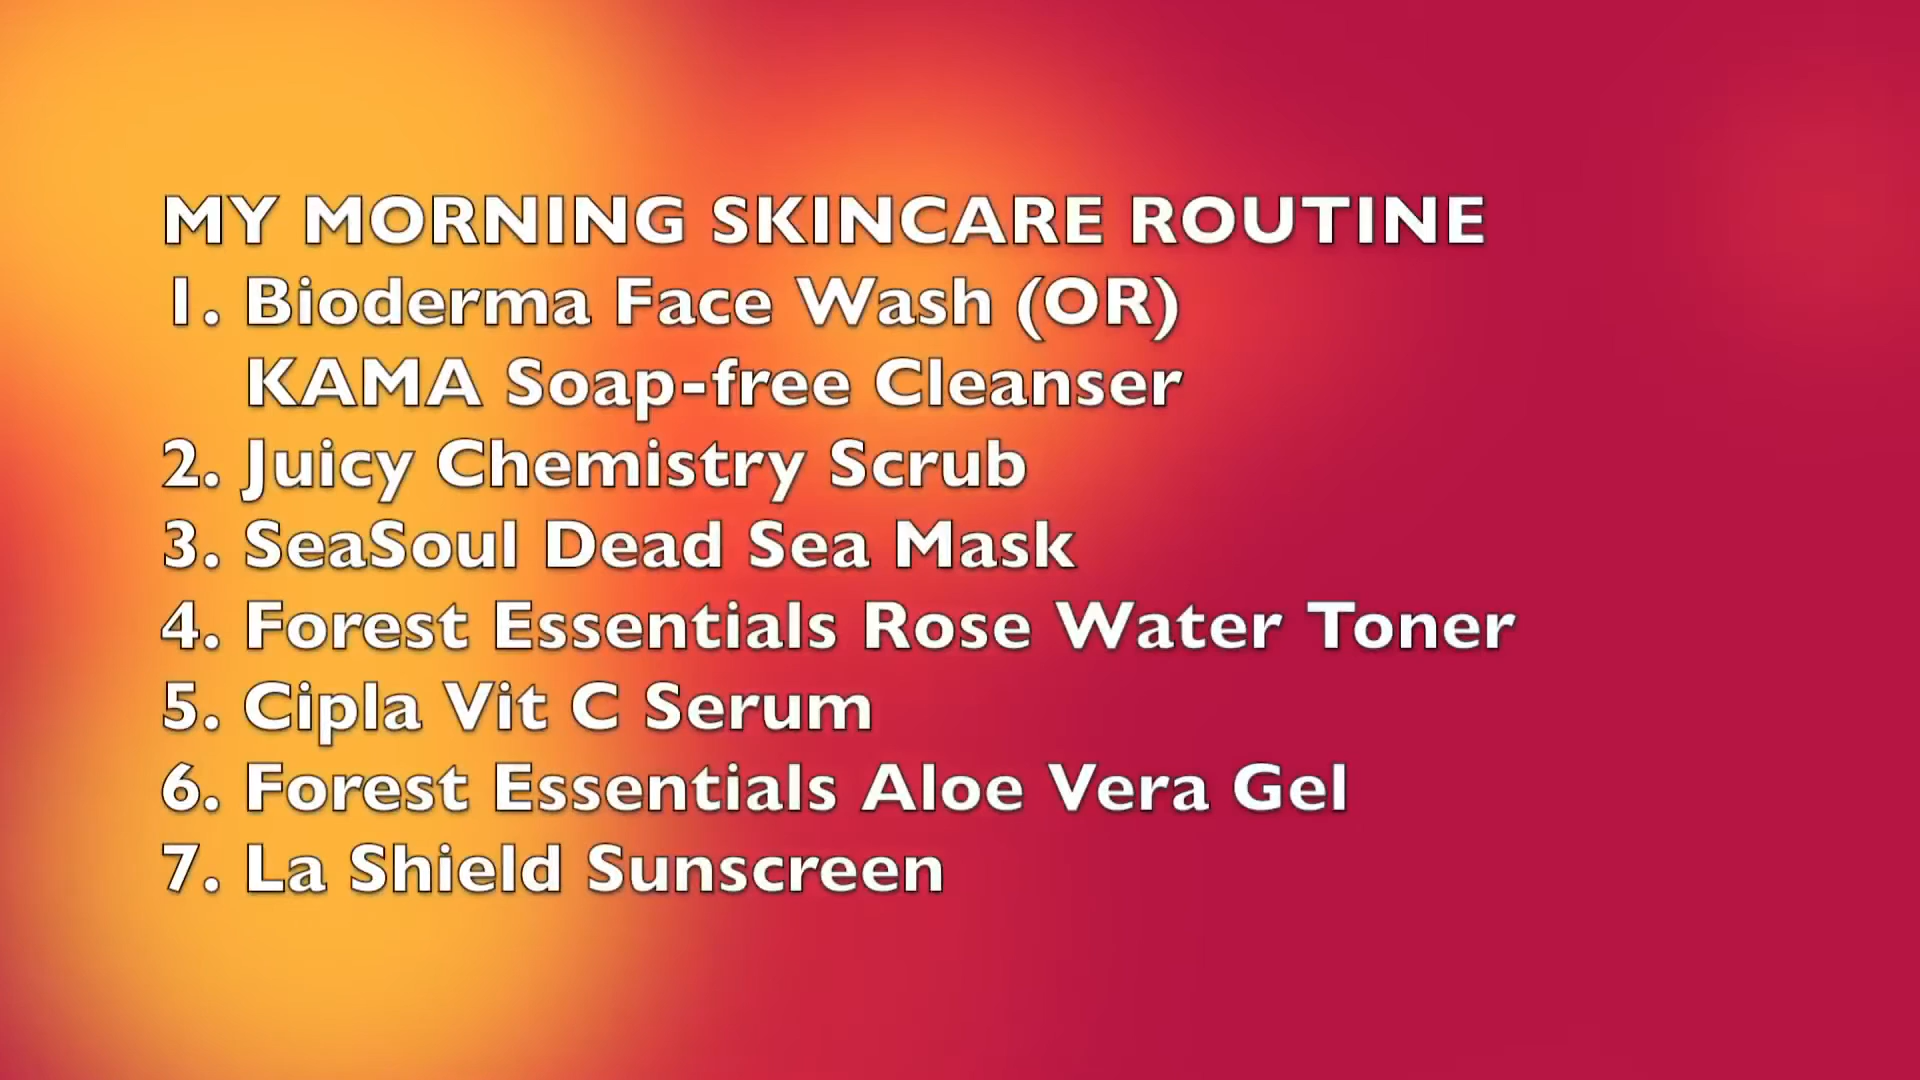 MY MORNING SKINCARE ROUTINE
1. Bioderma Face Wash (OR)
KAMA Soap-free Cleanser
2. Juicy Chemistry Scrub
3. SeaSoul Dead Sea Mask
4. Forest Essentials Rose Water Toner
5. Cipla Vit C Serum
6. Forest Essentials Aloe Vera Gel
7. La Shield Sunscreen